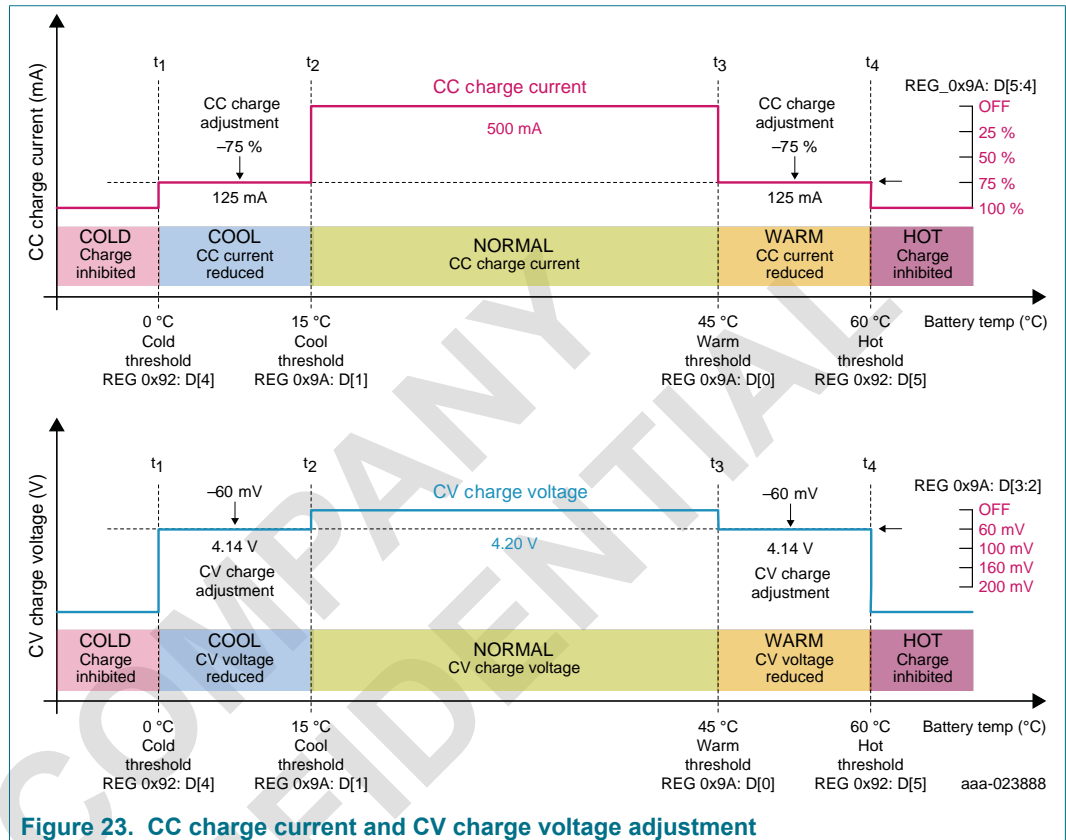 CC charge current (mA)
t1
t2
t3
t4
CC charge
adjustment
–75 %
125 mA
CC charge current
500 mA
CC charge
adjustment
–75 %
125 mA
REG_0x9A: D[5:4]
OFF
25 %
50 %
75 %
100 %
COLD
Charge
inhibited
COOL
CC current
reduced
NORMAL
CC charge current
WARM
CC current
reduced
HOT
Charge
inhibited
0 °C
Cold
threshold
REG 0x92: D[4]
15 °C
Cool
threshold
REG 0x9A: D[1]
45 °C
Warm
threshold
REG 0x9A: D[0]
60 °C
Hot
threshold
REG 0x92: D[5]
Battery temp (°C)
CV charge voltage (V)
t1
t2
t3
t4
–60 mV
4.14 V
CV charge
adjustment
CV charge voltage
4.20 V
–60 mV
4.14 V
CV charge
adjustment
REG 0x9A: D[3:2]
OFF
60 mV
100 mV
160 mV
200 mV
COLD
Charge
inhibited
COOL
CV voltage
reduced
NORMAL
CV charge voltage
WARM
CV voltage
reduced
HOT
Charge
inhibited
0 °C
Cold
threshold
REG 0x92: D[4]
15 °C
Cool
threshold
REG 0x9A: D[1]
45 °C
Warm
threshold
REG 0x9A: D[0]
60 °C
Hot
threshold
REG 0x92: D[5]
Battery temp (°C)
aaa-023888
COMPANY
Figure 23. CC charge current and CV charge voltage adjustment